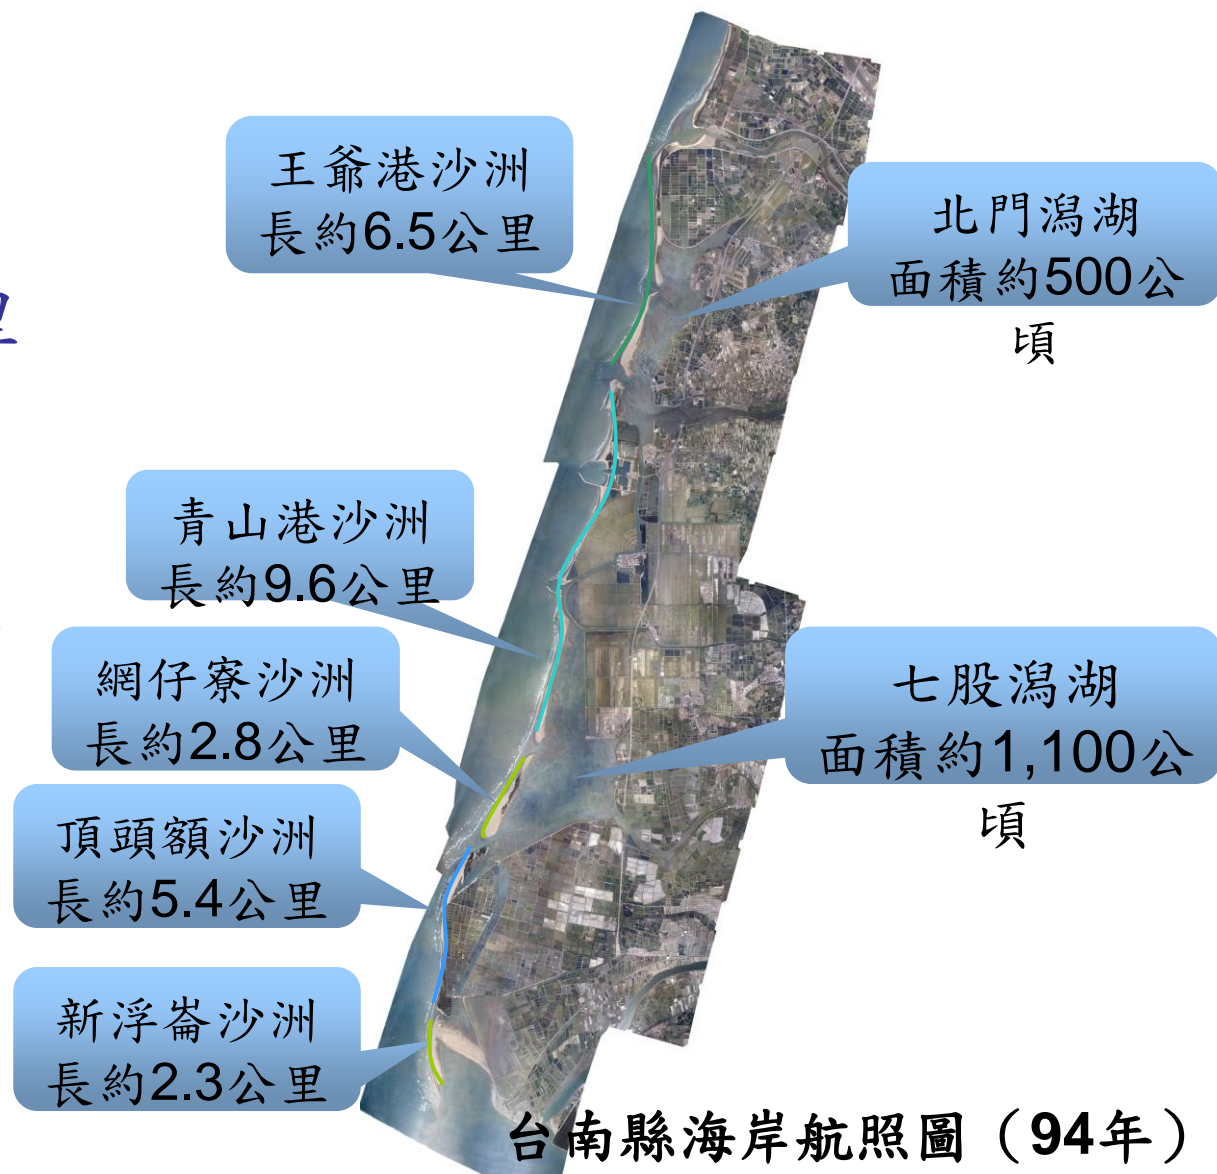 王爺港沙洲
長約6.5公里
北門潟湖
面積約500公
頃
里
青山港沙洲
長約9.6公里
網仔寮沙洲
長約2.8公里
七股潟湖
面積約1,100公
頃
頂頭額沙洲
長約5.4公里
新浮崙沙洲
長約2.3公里
台南縣海岸航照圖（94年）